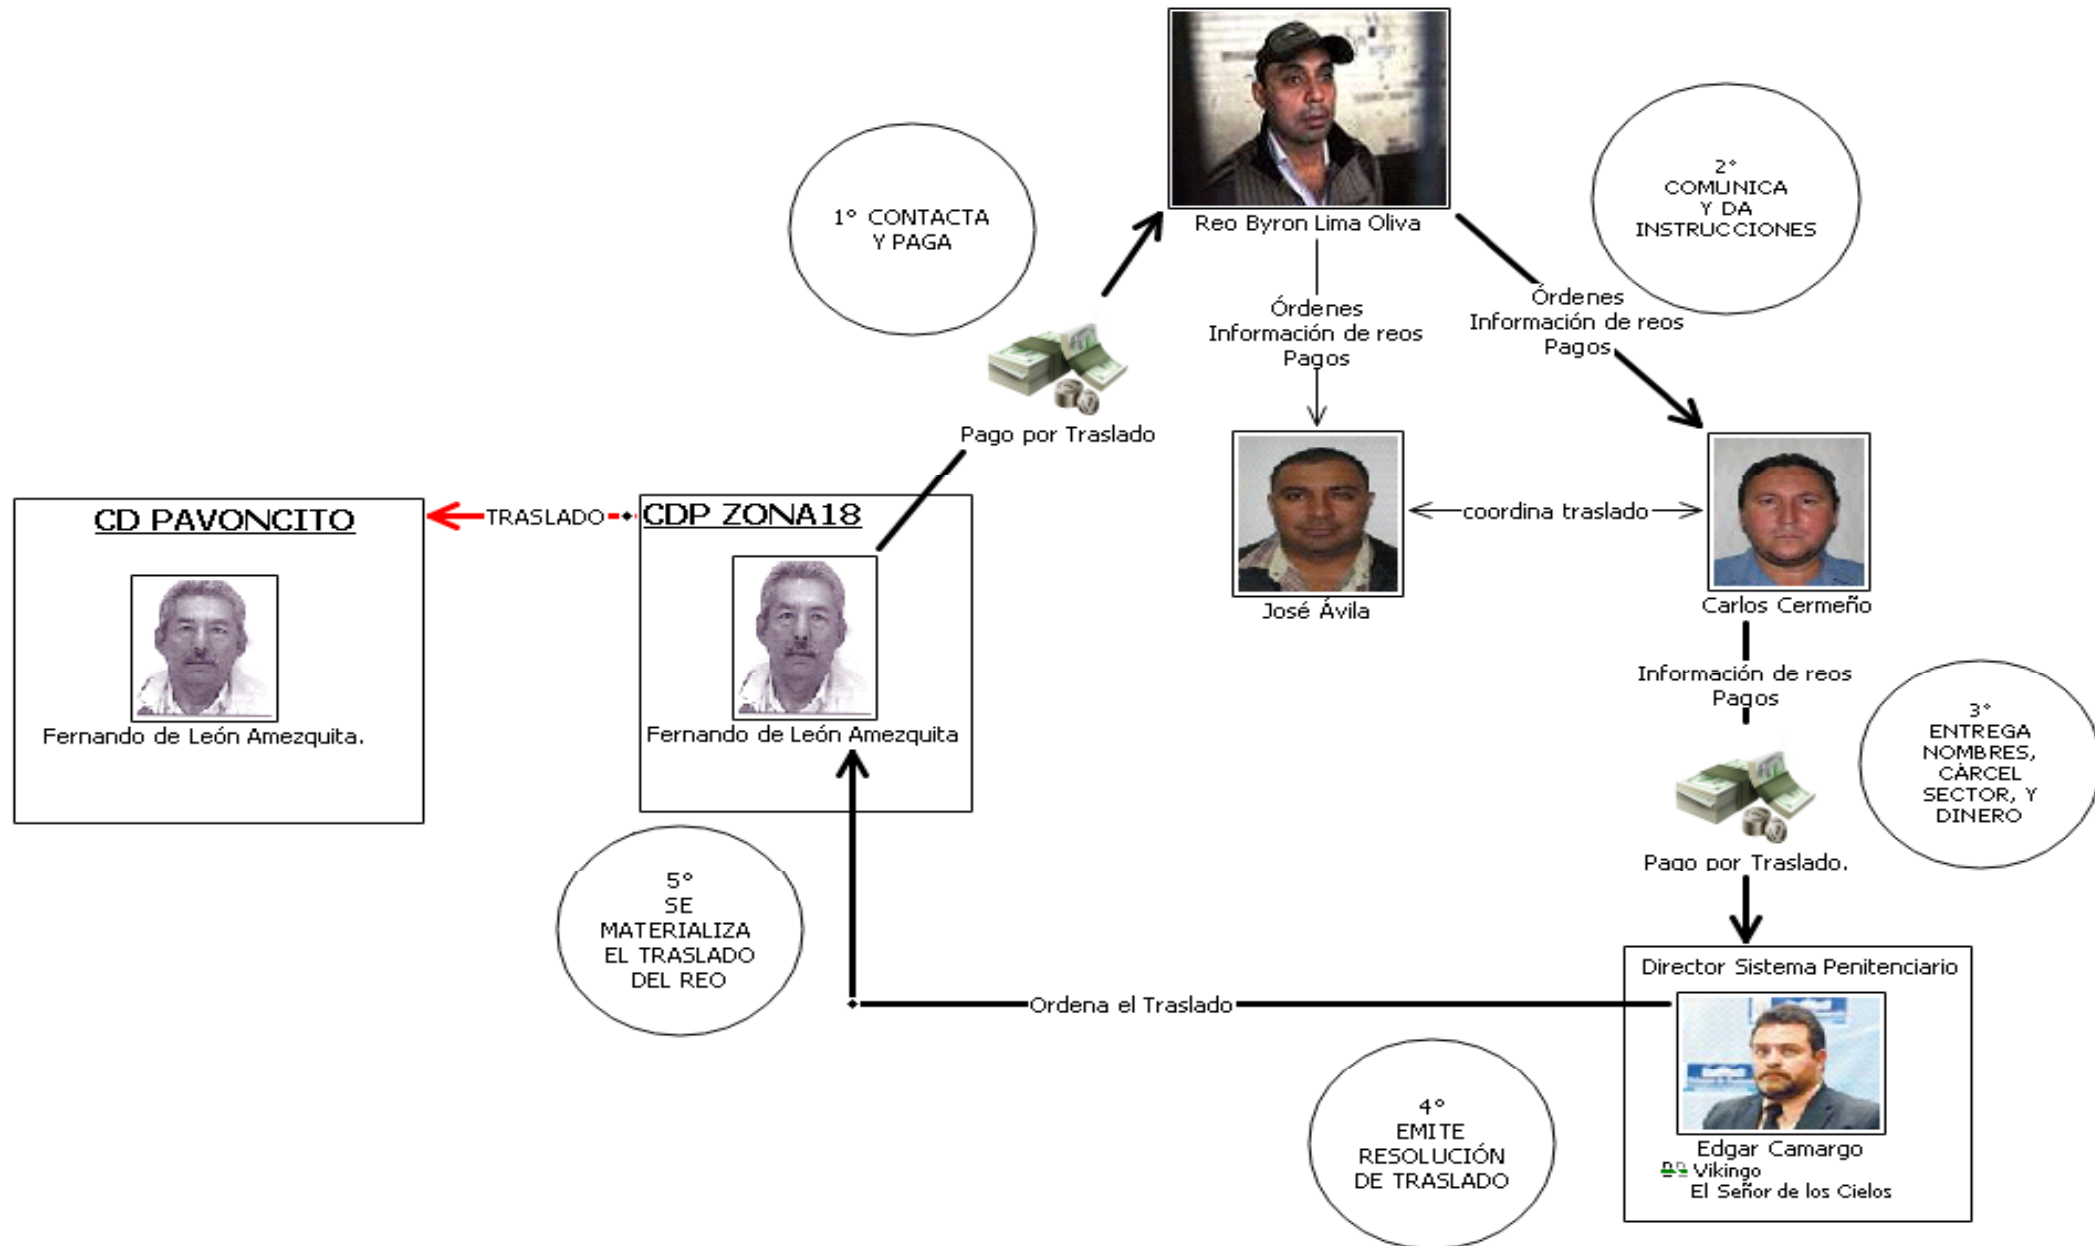 Reo Byron Lima Oliva
1° CONTACTA
Y PAGA
2°
COMUNICA
Y DA
INSTRUCCIONES
Órdenes
Información de reos
Pagos
Órdenes
Información de reos
Pagos
Pago por Traslado
CD PAVONCITO
TRASLADO
CDP ZONA18
coordina traslado
José Ávila
Carlos Cermeño
Fernando de León Amezquita.
Fernando de León Amezquita
Información de reos
Pagos
3°
ENTREGA
NOMBRES,
CÁRCEL
SECTOR, Y
DINERO
Pago por Traslado.
5°
SE
MATERIALIZA
EL TRASLADO
DEL REO
Director Sistema Penitenciario
Ordena el Traslado
4°
EMITE
RESOLUCIÓN
DE TRASLADO
Edgar Camargo
Vikingo
El Señor de los Cielos